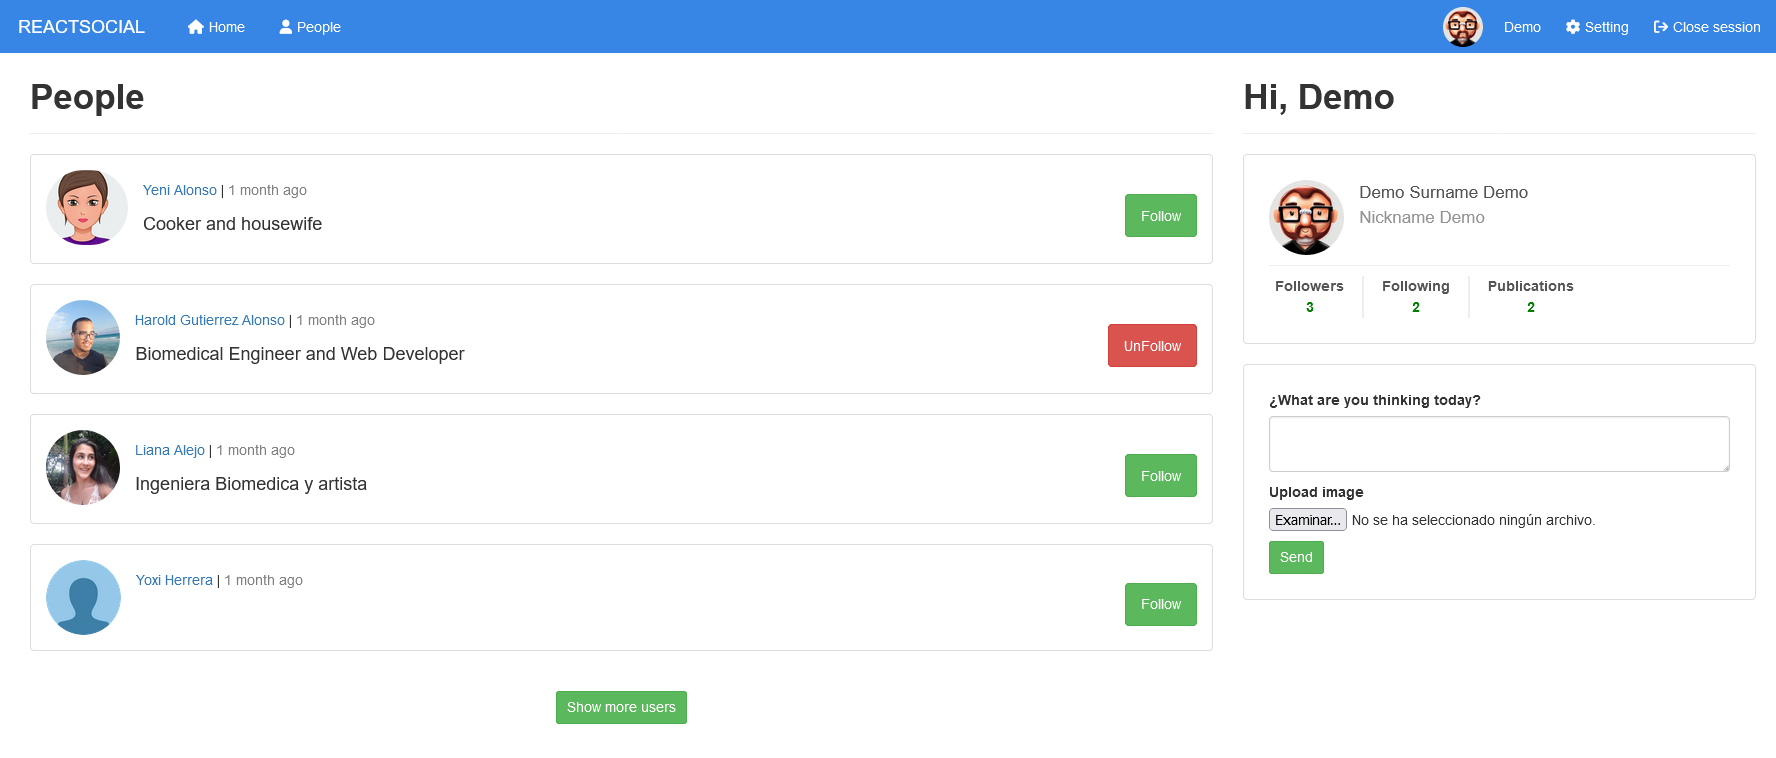 REACTSOCIAL Home People Demo Setting Close session
People
Yeni Alonso | 1 month ago
Cooker and housewife
Follow
Harold Gutierrez Alonso | 1 month ago
Biomedical Engineer and Web Developer
UnFollow
Liana Alejo | 1 month ago
Ingeniera Biomedica y artista
Follow
Yoxi Herrera | 1 month ago
Follow
Show more users
Hi, Demo
Demo Surname Demo
Nickname Demo
Followers Following Publications
3 2 2
¿What are you thinking today?
Upload image
Examinar... No se ha seleccionado ningún archivo.
Send